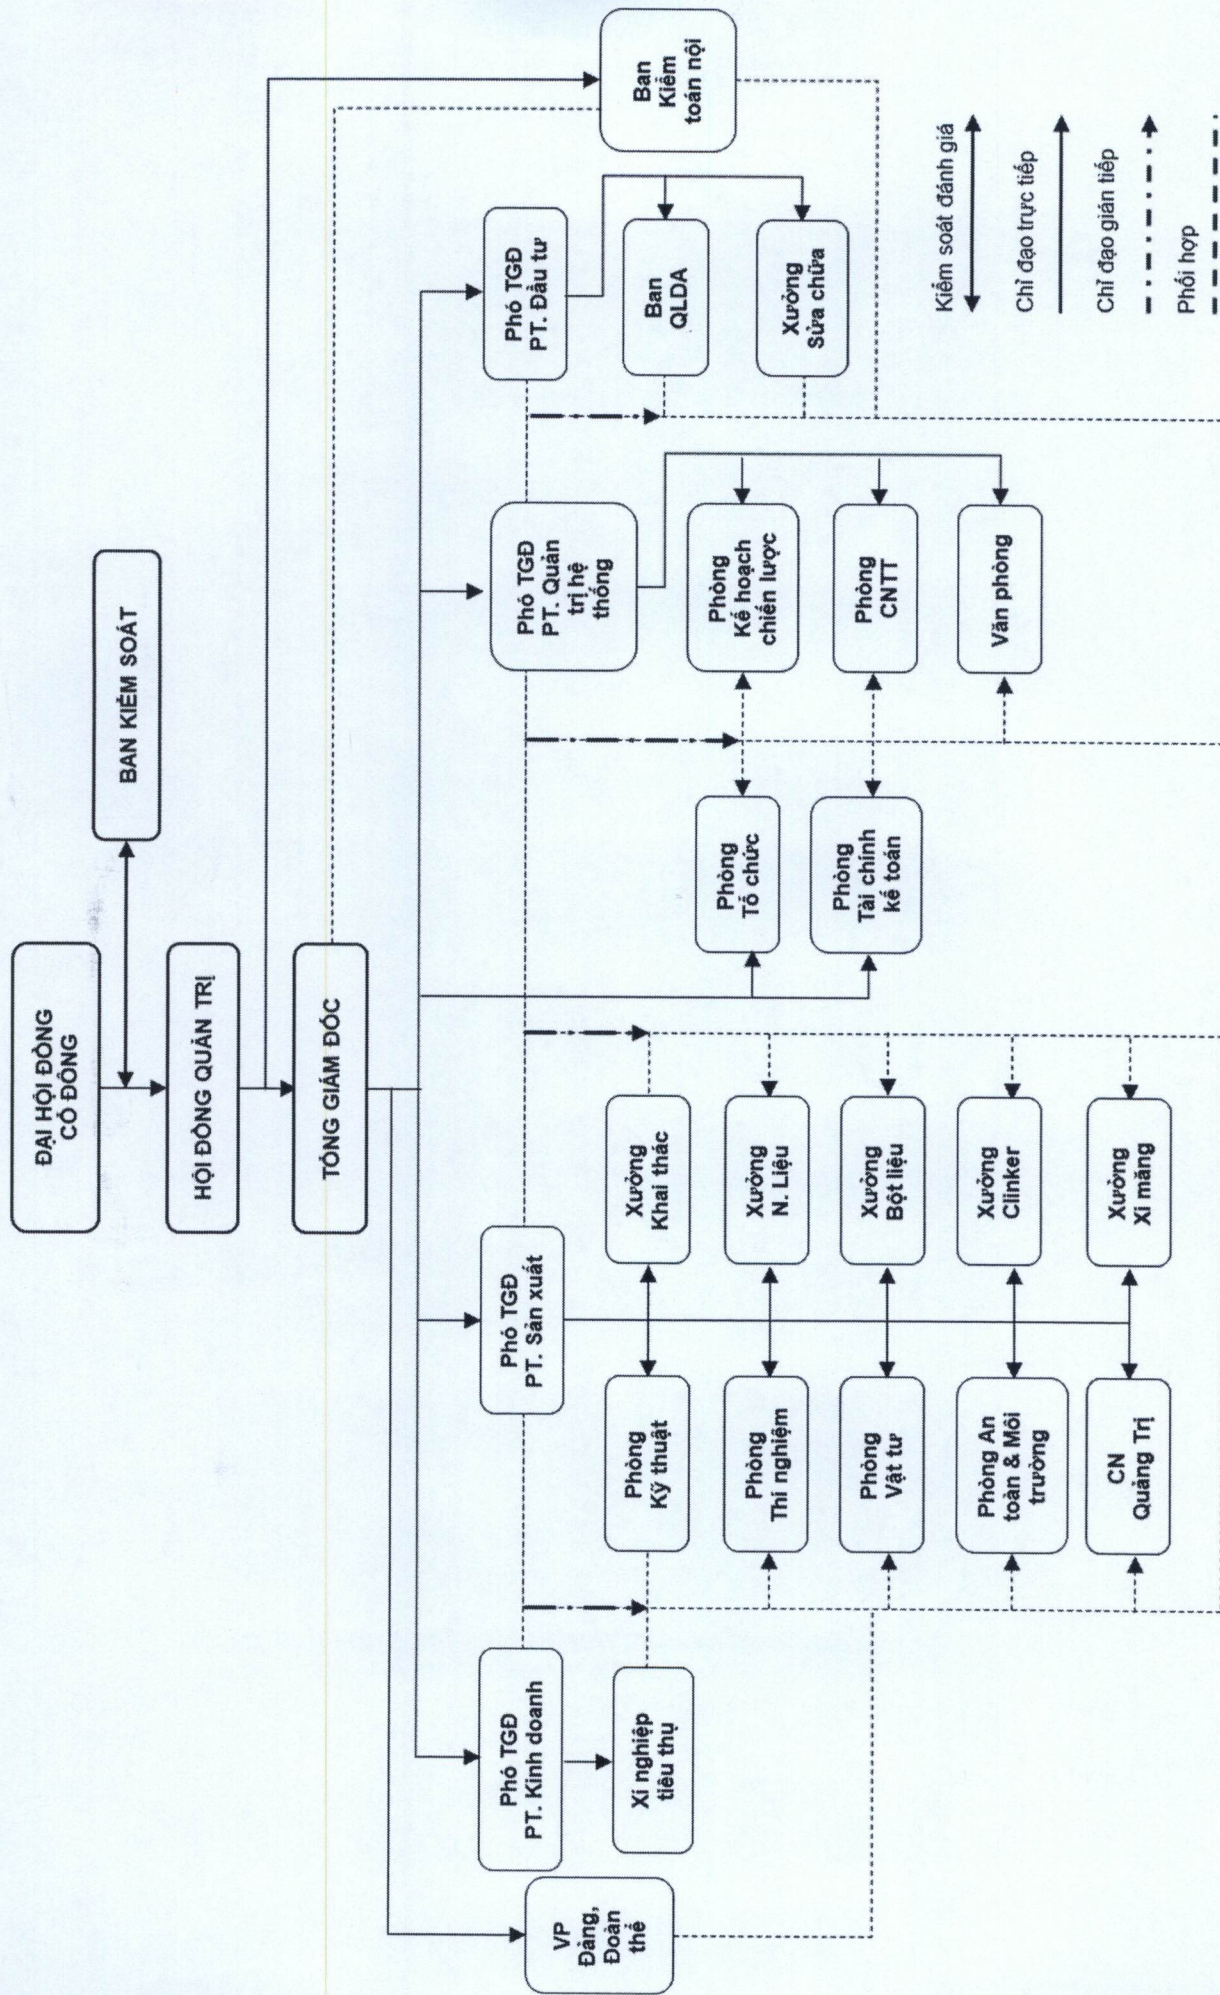 ĐẠI HỘI ĐỒNG
CỔ ĐÔNG
BAN KIỂM SOÁT
HỘI ĐỒNG QUẢN TRỊ
TỔNG GIÁM ĐỐC
VP
Đảng,
Đoàn
thể
Phó TGĐ
PT. Kinh doanh
Phó TGĐ
PT. Sản xuất
Phó TGĐ
PT. Quản
trị hệ
thống
Phó TGĐ
PT. Đầu tư
Ban
Kiểm
toán nội
Xí nghiệp
tiêu thụ
Phòng
Kỹ thuật
Xưởng
Khai thác
Phòng
Tổ chức
Phòng
Kế hoạch
chiến lược
Ban
QLDA
Phòng
Thí nghiệm
Xưởng
N. Liệu
Phòng
Tài chính
kế toán
Phòng
CNTT
Xưởng
Sửa chữa
Phòng
Vật tư
Xưởng
Bột liệu
Văn phòng
Phòng An
toàn & Môi
trường
Xưởng
Clinker
CN
Quảng Trị
Xưởng
Xi măng
Kiểm soát đánh giá
Chỉ đạo trực tiếp
Chỉ đạo gián tiếp
Phối hợp